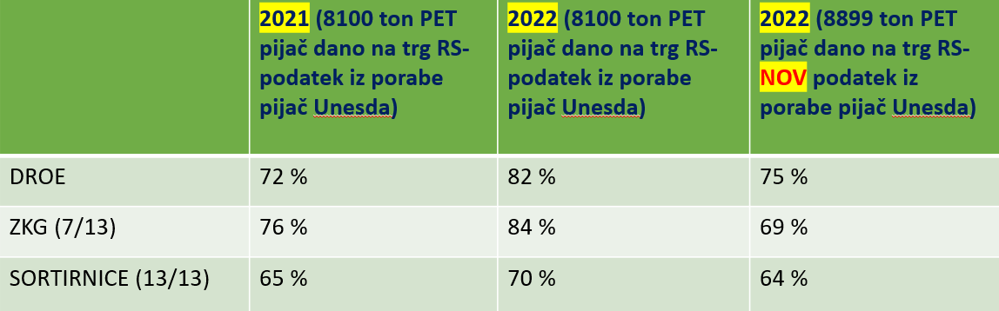 2021 (8100 ton PET
pijač dano na trg RS-
podatek iz porabe
pijač Unesda)
2022 (8100 ton PET
pijač dano na trg RS-
podatek iz porabe
pijač Unesda)
2022 (8899 ton PET
pijač dano na trg RS-
NOV podatek iz
porabe pijač Unesda)
DROE 72 % 82 % 75 %
ZKG (7/13) 76 % 84 % 69 %
SORTIRNICE (13/13) 65 % 70 % 64 %